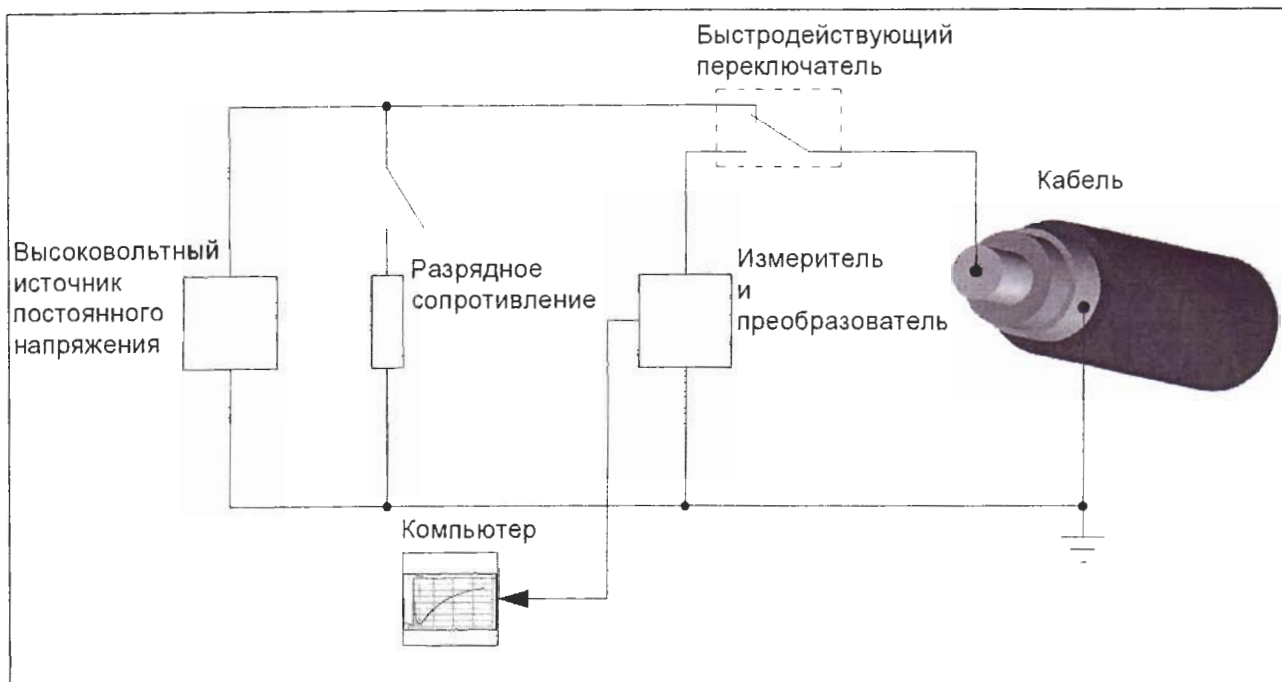 Быстродействующий
переключатель
Кабель
Высоковольтный
источник
постоянного
напряжения
Разрядное
сопротивление
Измеритель
и
преобразователь
Компьютер